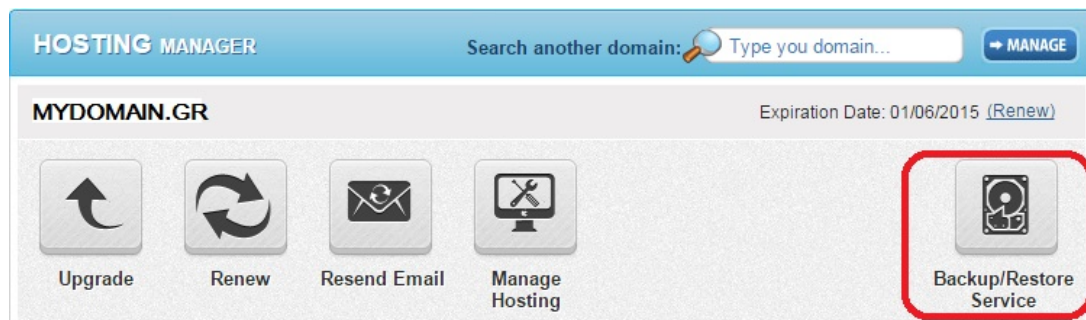 HOSTING MANAGER
Search another domain:
Type you domain...
MANAGE
MYDOMAIN.GR
Expiration Date: 01/06/2015 (Renew)
Upgrade
Renew
Resend Email
Manage
Hosting
Backup/Restore
Service